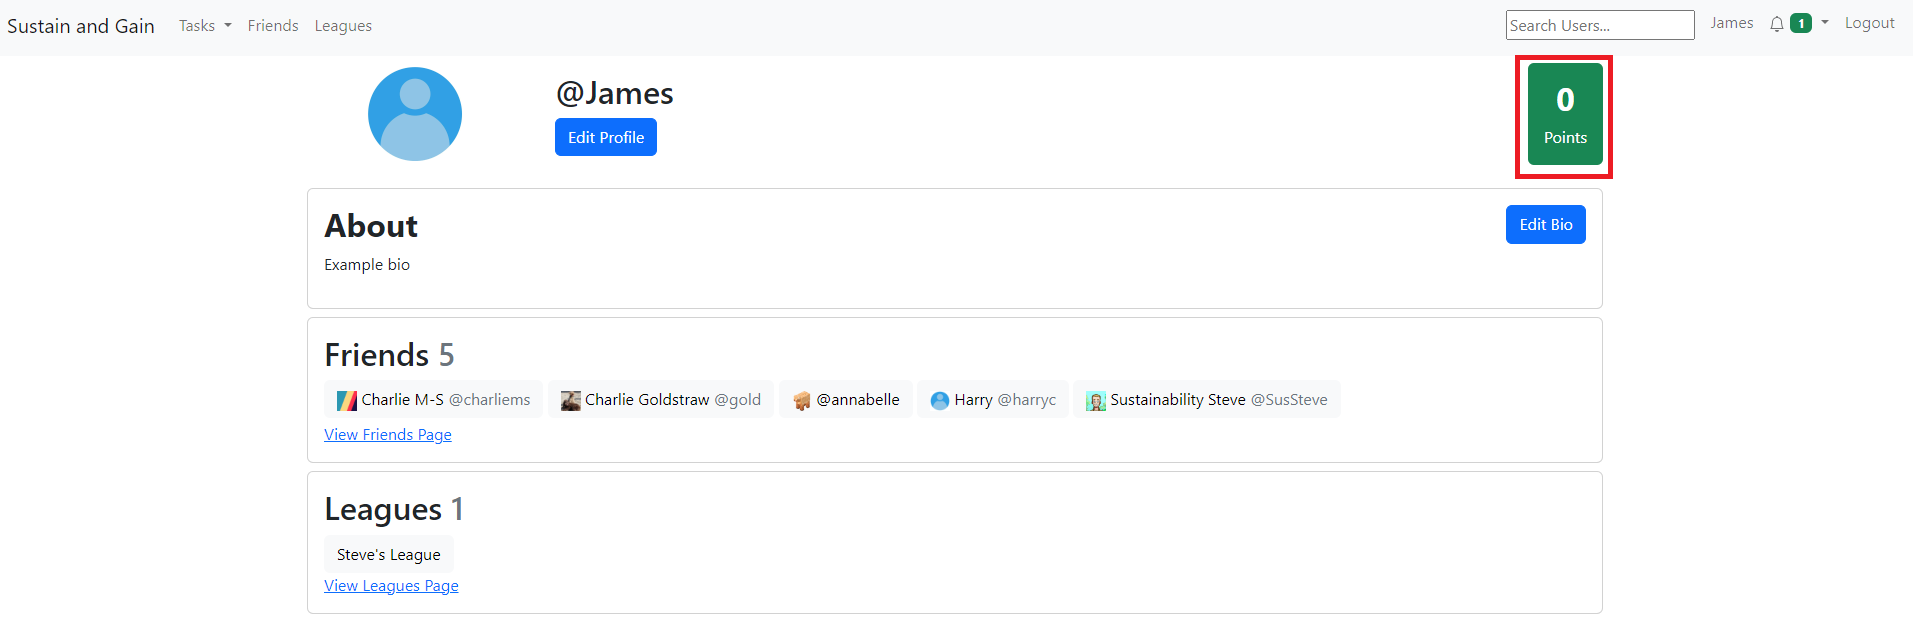 Sustain and Gain Tasks Friends Leagues Search Users... James 1 Logout
@James
Edit Profile
0
Points
About
Edit Bio
Example bio
Friends 5
Charlie M-S @charliems Charlie Goldstraw @gold @annabelle Harry @harryc Sustainability Steve @SusSteve
View Friends Page
Leagues 1
Steve's League
View Leagues Page